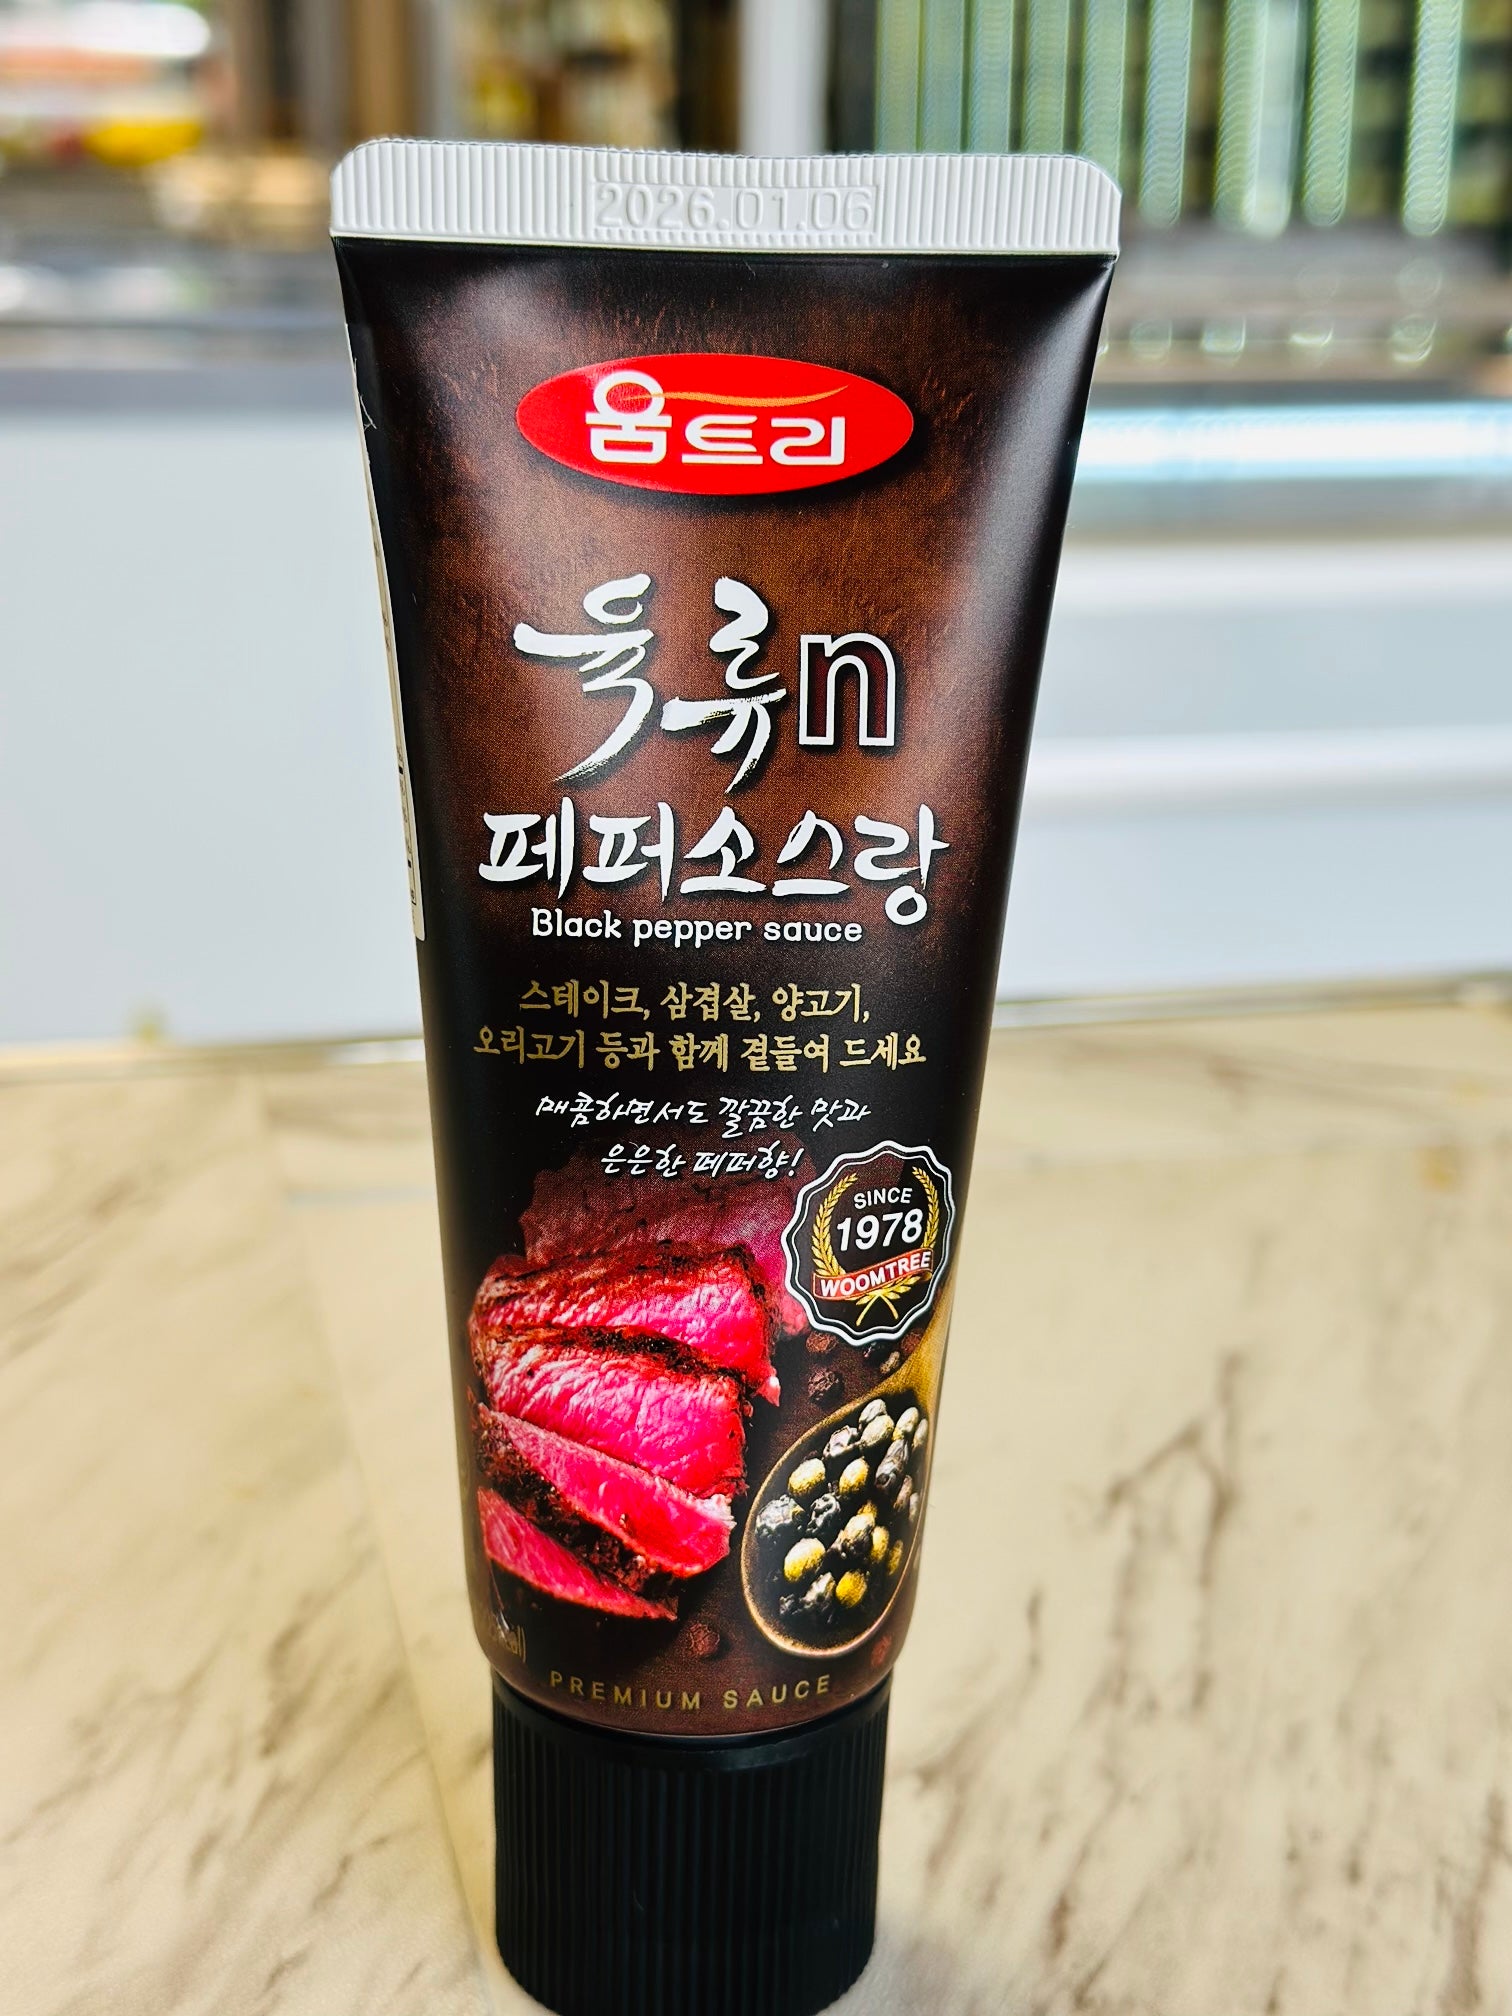 2026.01.06
움트리
육류n
페퍼소스랑
Black pepper sauce
스테이크, 삼겹살, 양고기,
오리고기 등과 함께 곁들여 드세요
매콤하면서도 깔끔한 맛과
은은한 페퍼향!
SINCE
1978
WOOMTREE
PREMIUM SAUCE